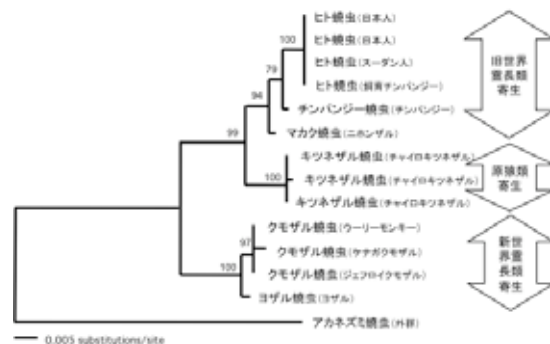 ヒト蟯虫(日本人)
100
ヒト蟯虫(日本人)
ヒト蟯虫(スーダン人)
79
ヒト蟯虫(飼育チンパンジー)
94
チンパンジー蟯虫(チンパンジー)
マカク蟯虫(ニホンザル)
99
キツネザル蟯虫(チャイロキツネザル)
100
キツネザル蟯虫(チャイロキツネザル)
キツネザル蟯虫(チャイロキツネザル)
クモザル蟯虫(ウーリーモンキー)
97
クモザル蟯虫(ケナガクモザル)
クモザル蟯虫(ジェフロイクモザル)
100
ヨザル蟯虫(ヨザル)
アカネズミ蟯虫(外群)
0.005 substitutions/site
旧世界
霊長類
寄生
原猿類
寄生
新世
界霊
長類
寄生